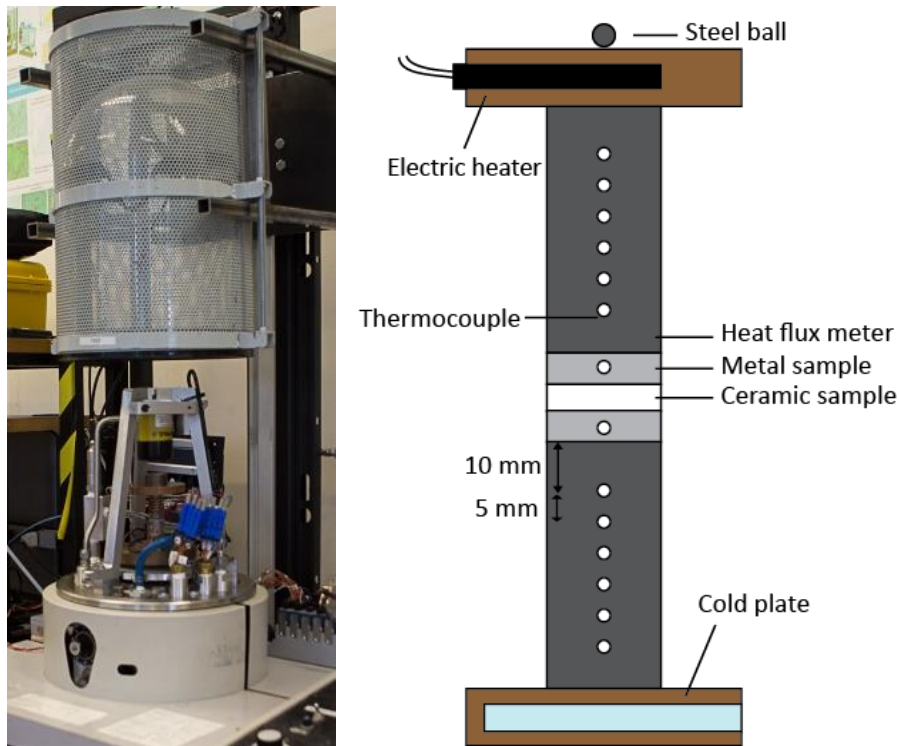 Steel ball
Electric heater
Thermocouple
Heat flux meter
Metal sample
Ceramic sample
10 mm
5 mm
Cold plate